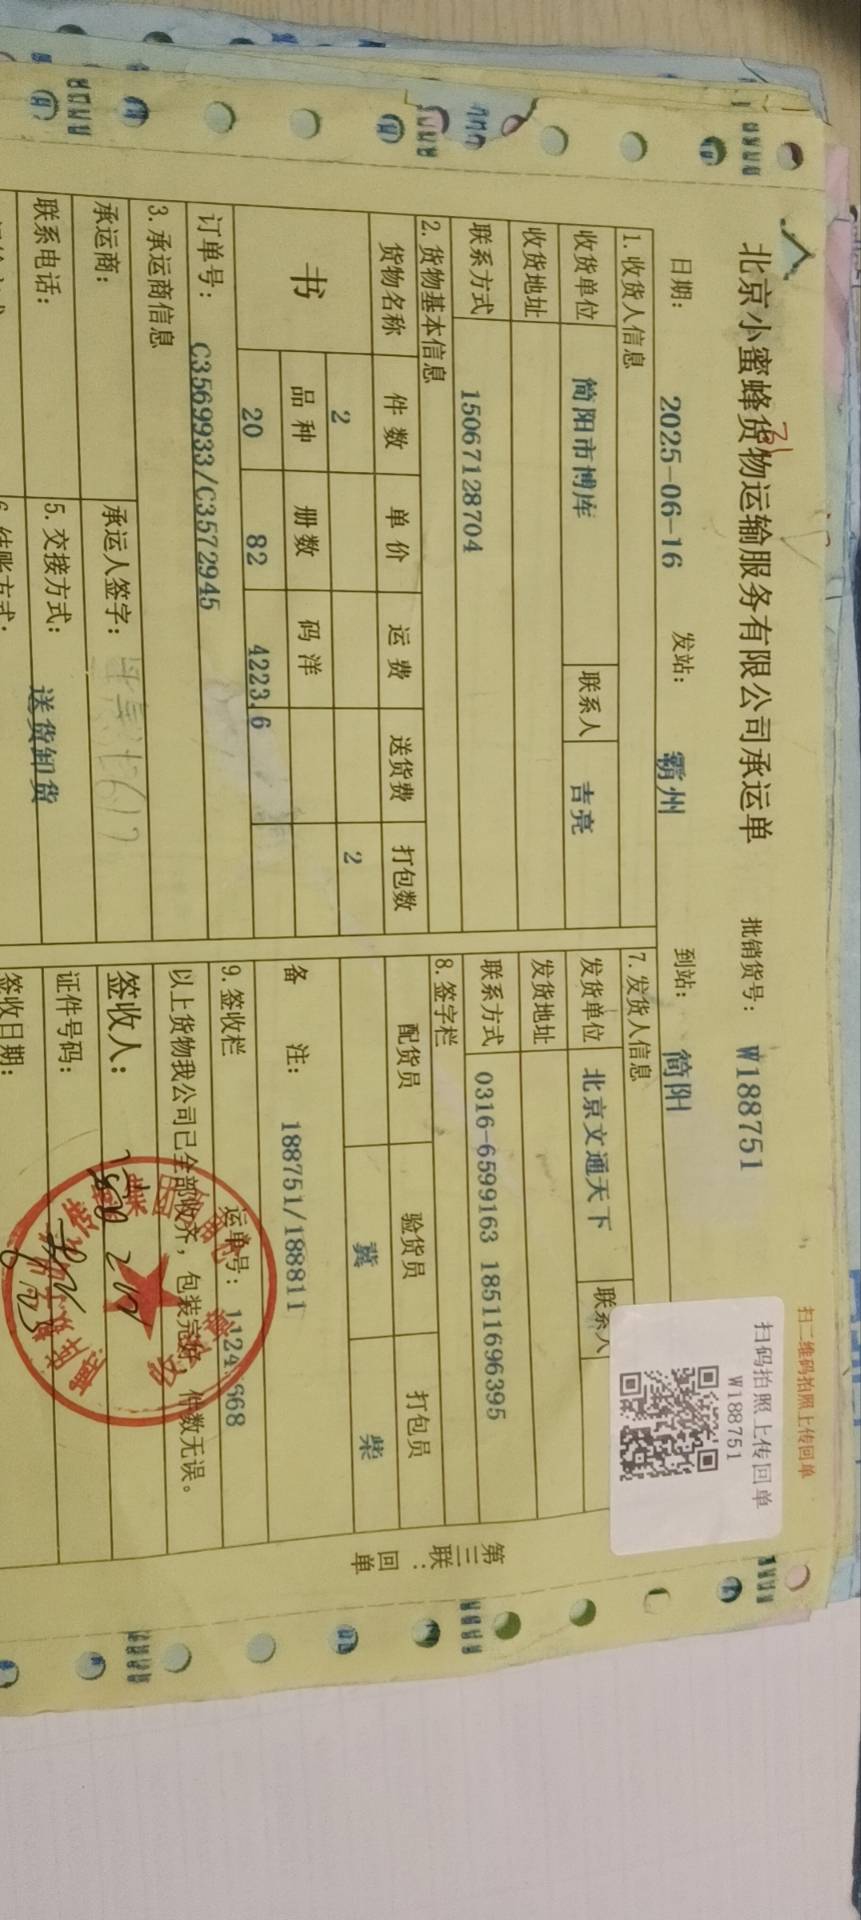 北京小蜜蜂货物运输服务有限公司承运单 批销货号： W188751
扫二维码拍照上传回单
扫码拍照上传回单
W188751
日期： 2025-06-16 发站： 霸州 到站： 简阳
1. 收货人信息
收货单位 简阳市博库 联系人 吉亮
收货地址
联系方式 15067128704
2. 货物基本信息
货物名称 件数 单价 运费 送货费 打包数
书 2 2
品种 册数 码洋
20 82 4223.6
订单号： C3569933/C3572945
3. 承运商信息
承运商： 承运人签字：
联系电话： 5. 交接方式： 送货卸货
6. 结账方式：
7. 发货人信息
发货单位 北京文通天下 联系人
发货地址
联系方式 0316-6599163 18511696395
8. 签字栏
配货员 验货员 打包员
冀 柴
备 注： 188751/188811
9. 签收栏 运单号：
以上货物我公司已全部收齐，包装完好，件数无误。
签收人：
证件号码：
签收日期：
第三联：回单